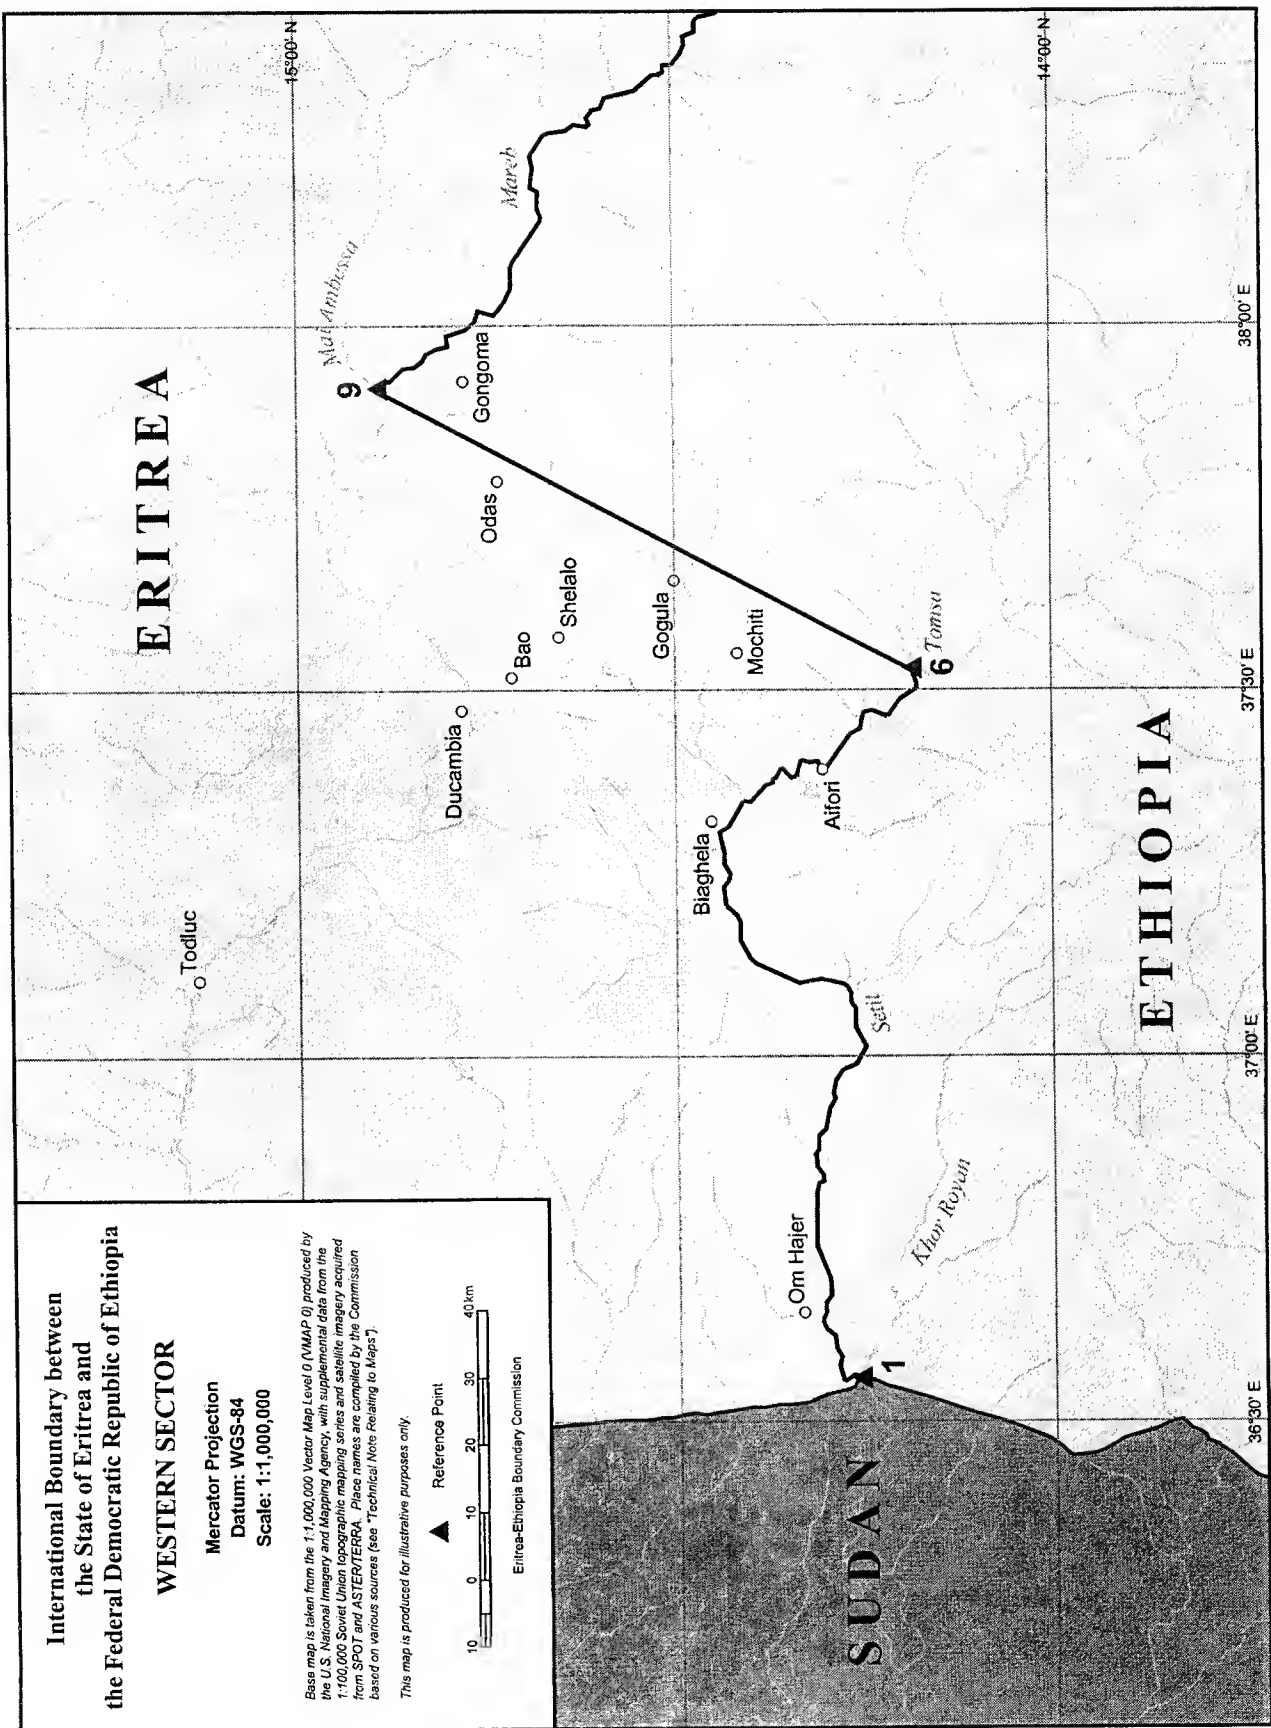 International Boundary between
the State of Eritrea and
the Federal Democratic Republic of Ethiopia
WESTERN SECTOR
Mercator Projection
Datum: WGS-84
Scale: 1:1,000,000
Base map is taken from the 1:1,000,000 Vector Map Level 0 (VMAP 0) produced by
the U.S. National Imagery and Mapping Agency, with supplemental data from the
1:100,000 Soviet Union topographic mapping series and satellite imagery acquired
from SPOT and ASTER/TERRA. Place names are compiled by the Commission
based on various sources (see "Technical Note Relating to Maps").
This map is produced for illustrative purposes only.
Reference Point
10 0 10 20 30 40km
Eritrea-Ethiopia Boundary Commission
ERITREA
15°00' N
Mai Ambessa
Todluc
9
Mareb
Gongoma
Ducambia
Odas
Bao
Shelalo
Gogula
Biaghela
Mochiti
Om Hajer
Aifori
Setit
Tomsa
6
1
Khor Royan
14°00' N
SUDAN
ETHIOPIA
36°30' E
37°00' E
37°30' E
38°00' E